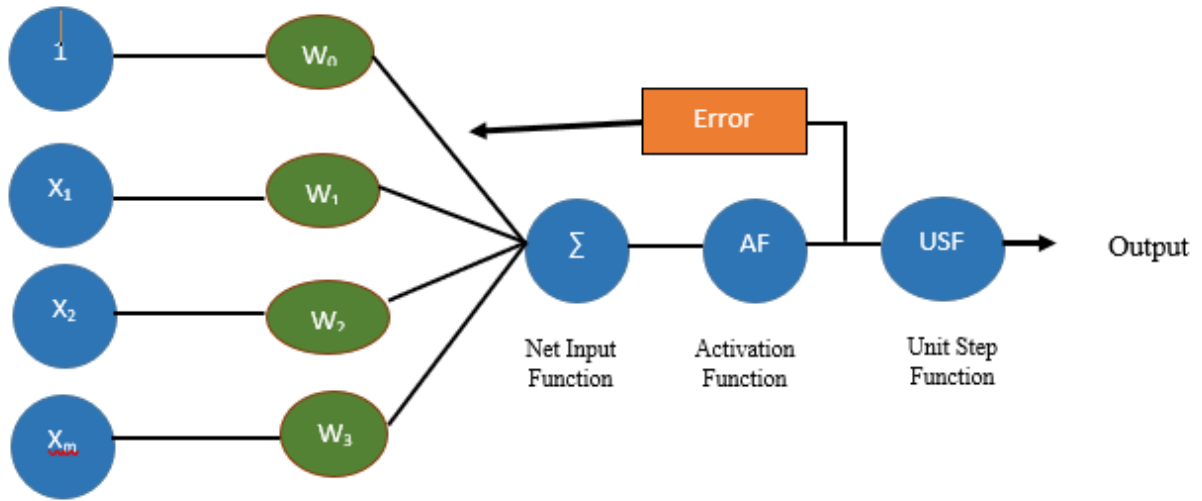 1
W₀
Error
X₁
W₁
Σ
AF
USF
Output
X₂
W₂
Net Input
Function
Activation
Function
Unit Step
Function
Xₘ
W₃